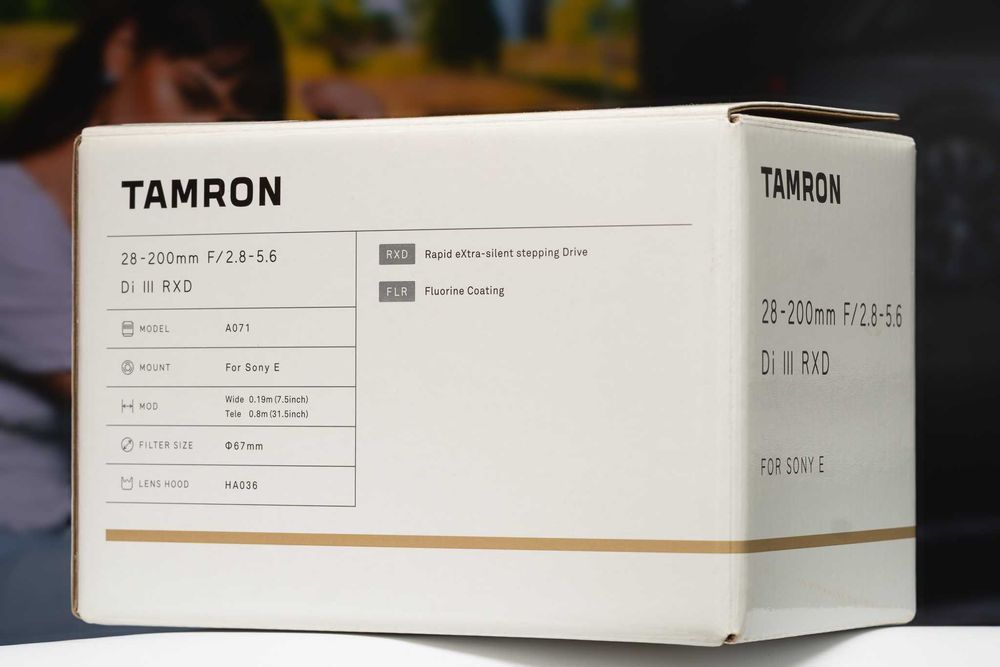 TAMRON
28-200mm F/2.8-5.6
Di III RXD
MODEL A071
MOUNT For Sony E
MOD Wide 0.19m (7.5inch)
Tele 0.8m (31.5inch)
FILTER SIZE Φ67mm
LENS HOOD HA036
RXD Rapid eXtra-silent stepping Drive
FLR Fluorine Coating
TAMRON
28-200mm F/2.8-5.6
Di III RXD
FOR SONY E